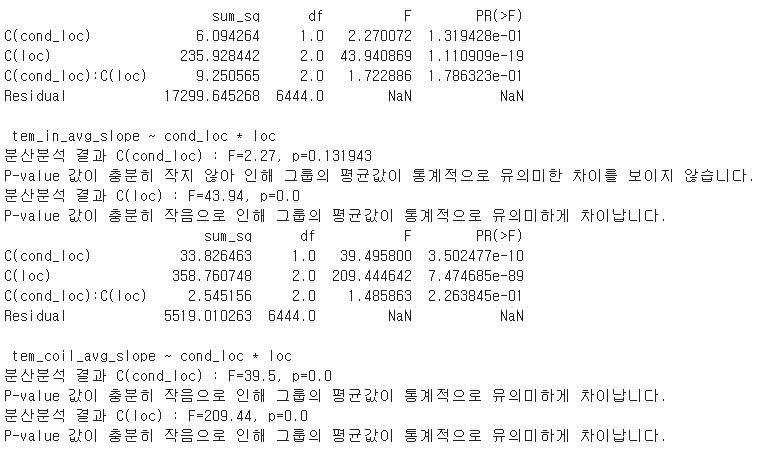 sum_sq df F PR(>F)
C(cond_loc) 6.094264 1.0 2.270072 1.319428e-01
C(loc) 235.928442 2.0 43.940869 1.110909e-19
C(cond_loc):C(loc) 9.250565 2.0 1.722886 1.786323e-01
Residual 17299.645268 6444.0 NaN NaN
tem_in_avg_slope ~ cond_loc * loc
분산분석 결과 C(cond_loc) : F=2.27, p=0.131943
P-value 값이 충분히 작지 않아 인해 그룹의 평균값이 통계적으로 유의미한 차이를 보이지 않습니다.
분산분석 결과 C(loc) : F=43.94, p=0.0
P-value 값이 충분히 작음으로 인해 그룹의 평균값이 통계적으로 유의미하게 차이납니다.
sum_sq df F PR(>F)
C(cond_loc) 33.826463 1.0 39.495800 3.502477e-10
C(loc) 358.760748 2.0 209.444642 7.474685e-89
C(cond_loc):C(loc) 2.545156 2.0 1.485863 2.263845e-01
Residual 5519.010263 6444.0 NaN NaN
tem_coil_avg_slope ~ cond_loc * loc
분산분석 결과 C(cond_loc) : F=39.5, p=0.0
P-value 값이 충분히 작음으로 인해 그룹의 평균값이 통계적으로 유의미하게 차이납니다.
분산분석 결과 C(loc) : F=209.44, p=0.0
P-value 값이 충분히 작음으로 인해 그룹의 평균값이 통계적으로 유의미하게 차이납니다.